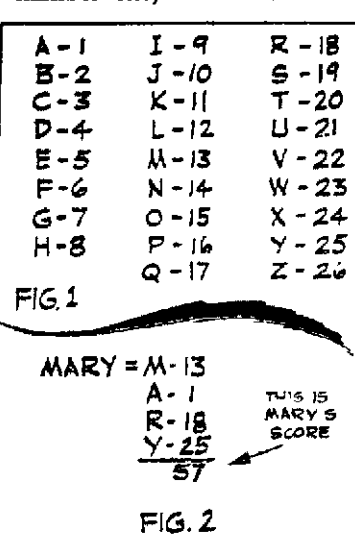 A-1 I-9 R-18
B-2 J-10 S-19
C-3 K-11 T-20
D-4 L-12 U-21
E-5 M-13 V-22
F-6 N-14 W-23
G-7 O-15 X-24
H-8 P-16 Y-25
Q-17 Z-26
FIG. 1
MARY = M-13
A-1
R-18
Y-25
57
THIS IS
MARY S
SCORE
FIG. 2